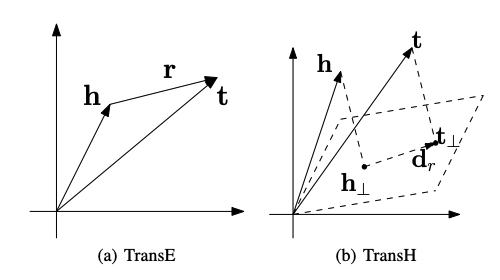 h
r
t
(a) TransE
h
t
h⊥
d_r
t⊥
(b) TransH